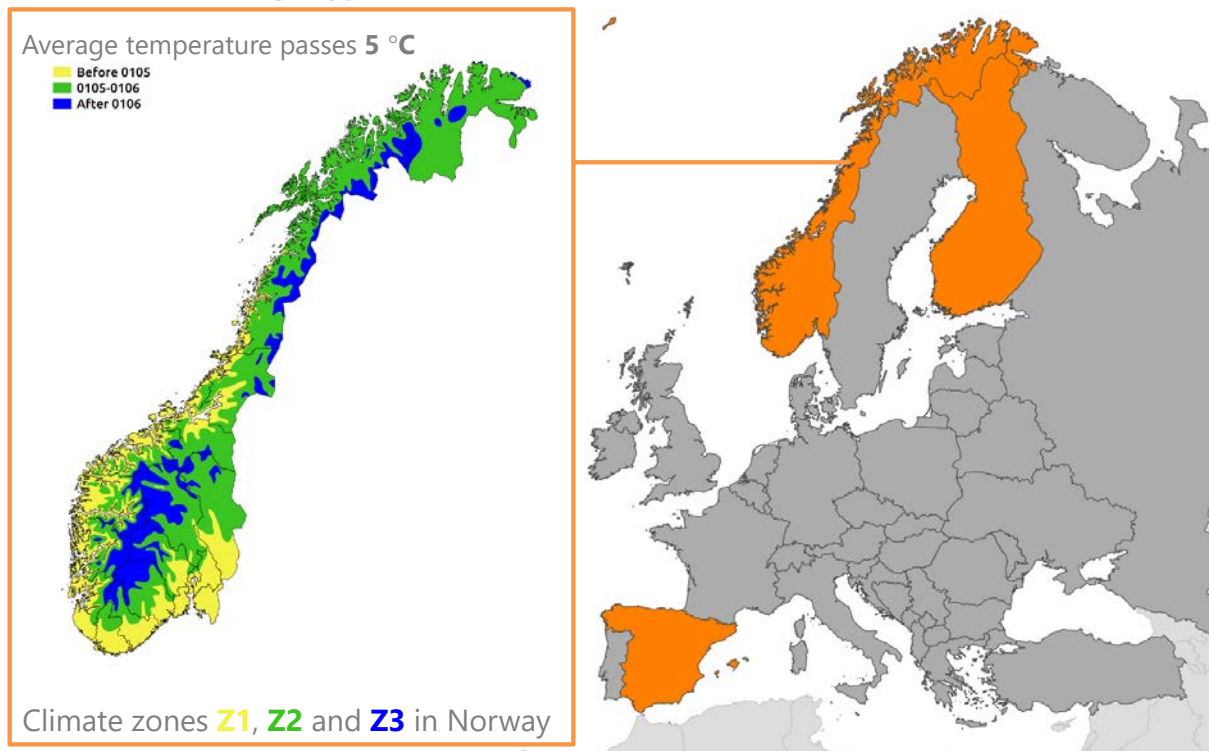 Average temperature passes 5 °C
Before 0105
0105-0106
After 0106
Climate zones Z1, Z2 and Z3 in Norway